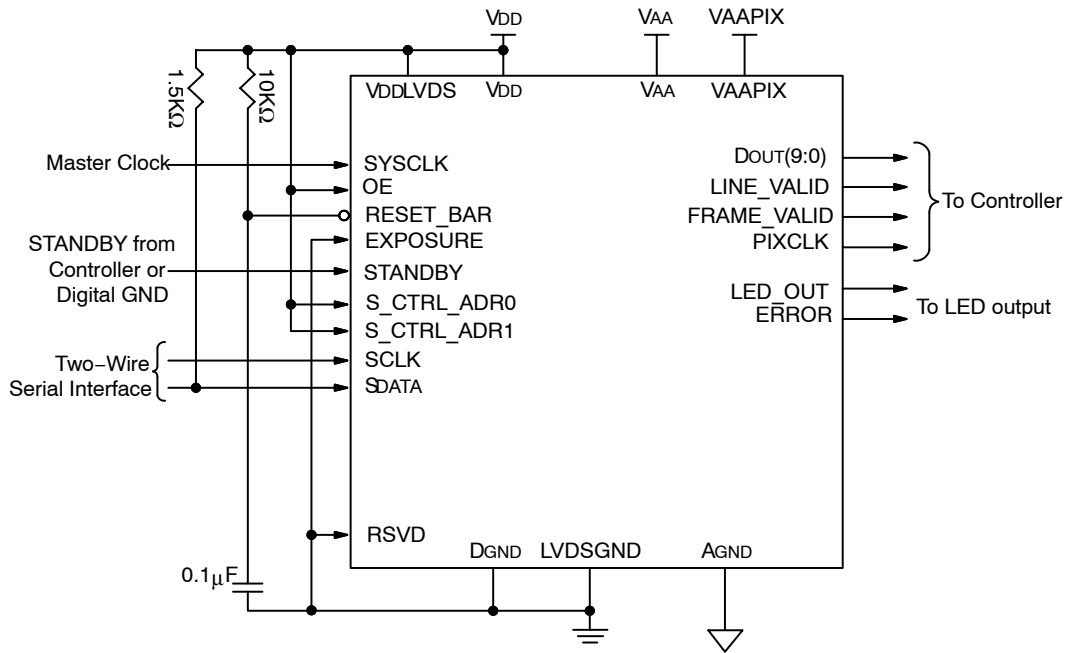 VDD
VAA
VAAPIX
1.5KΩ
10KΩ
VDDLVDS
VDD
VAA
VAAPIX
Master Clock
SYSCLK
OE
RESET_BAR
EXPOSURE
STANDBY from
Controller or
Digital GND
STANDBY
S_CTRL_ADR0
S_CTRL_ADR1
Two−Wire
Serial Interface
SCLK
SDATA
RSVD
DOUT(9:0)
LINE_VALID
FRAME_VALID
PIXCLK
To Controller
LED_OUT
ERROR
To LED output
DGND
LVDSGND
AGND
0.1μF